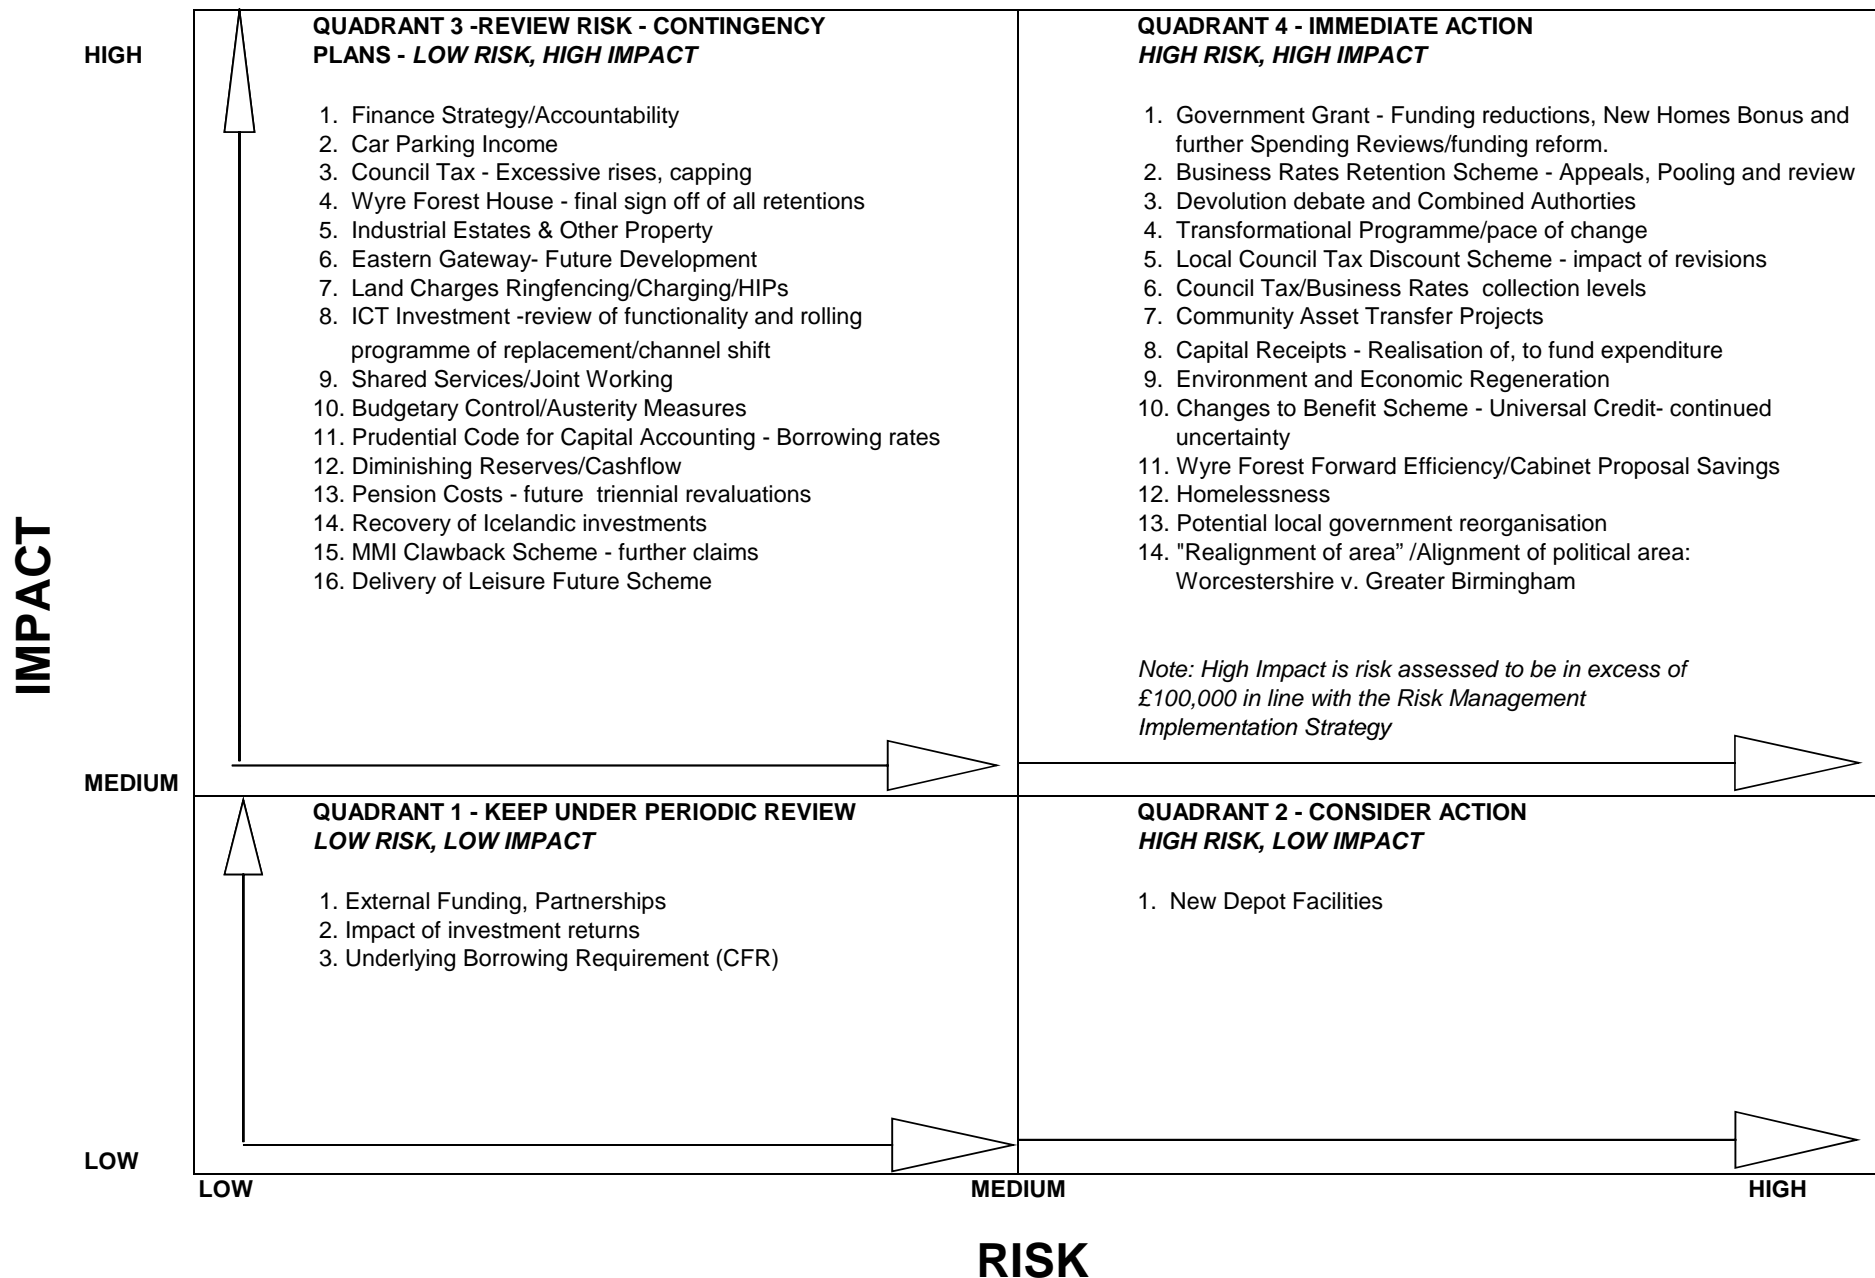 QUADRANT 3 -REVIEW RISK - CONTINGENCY
PLANS - LOW RISK, HIGH IMPACT
1. Finance Strategy/Accountability
2. Car Parking Income
3. Council Tax - Excessive rises, capping
4. Wyre Forest House - final sign off of all retentions
5. Industrial Estates & Other Property
6. Eastern Gateway- Future Development
7. Land Charges Ringfencing/Charging/HIPs
8. ICT Investment -review of functionality and rolling
programme of replacement/channel shift
9. Shared Services/Joint Working
10. Budgetary Control/Austerity Measures
11. Prudential Code for Capital Accounting - Borrowing rates
12. Diminishing Reserves/Cashflow
13. Pension Costs - future  triennial revaluations
14. Recovery of Icelandic investments
15. MMI Clawback Scheme - further claims
16. Delivery of Leisure Future Scheme
QUADRANT 4 - IMMEDIATE ACTION
HIGH RISK, HIGH IMPACT
1. Government Grant - Funding reductions, New Homes Bonus and
further Spending Reviews/funding reform.
2. Business Rates Retention Scheme - Appeals, Pooling and review
3. Devolution debate and Combined Authorties
4. Transformational Programme/pace of change
5. Local Council Tax Discount Scheme - impact of revisions
6. Council Tax/Business Rates  collection levels
7. Community Asset Transfer Projects
8. Capital Receipts - Realisation of, to fund expenditure
9. Environment and Economic Regeneration
10. Changes to Benefit Scheme - Universal Credit- continued
uncertainty
11. Wyre Forest Forward Efficiency/Cabinet Proposal Savings
12. Homelessness
13. Potential local government reorganisation
14. "Realignment of area” /Alignment of political area:
Worcestershire v. Greater Birmingham
Note: High Impact is risk assessed to be in excess of
£100,000 in line with the Risk Management
Implementation Strategy
QUADRANT 1 - KEEP UNDER PERIODIC REVIEW
LOW RISK, LOW IMPACT
1. External Funding, Partnerships
2. Impact of investment returns
3. Underlying Borrowing Requirement (CFR)
QUADRANT 2 - CONSIDER ACTION
HIGH RISK, LOW IMPACT
1. New Depot Facilities
IMPACT
HIGH
MEDIUM
LOW
LOW
MEDIUM
HIGH
RISK